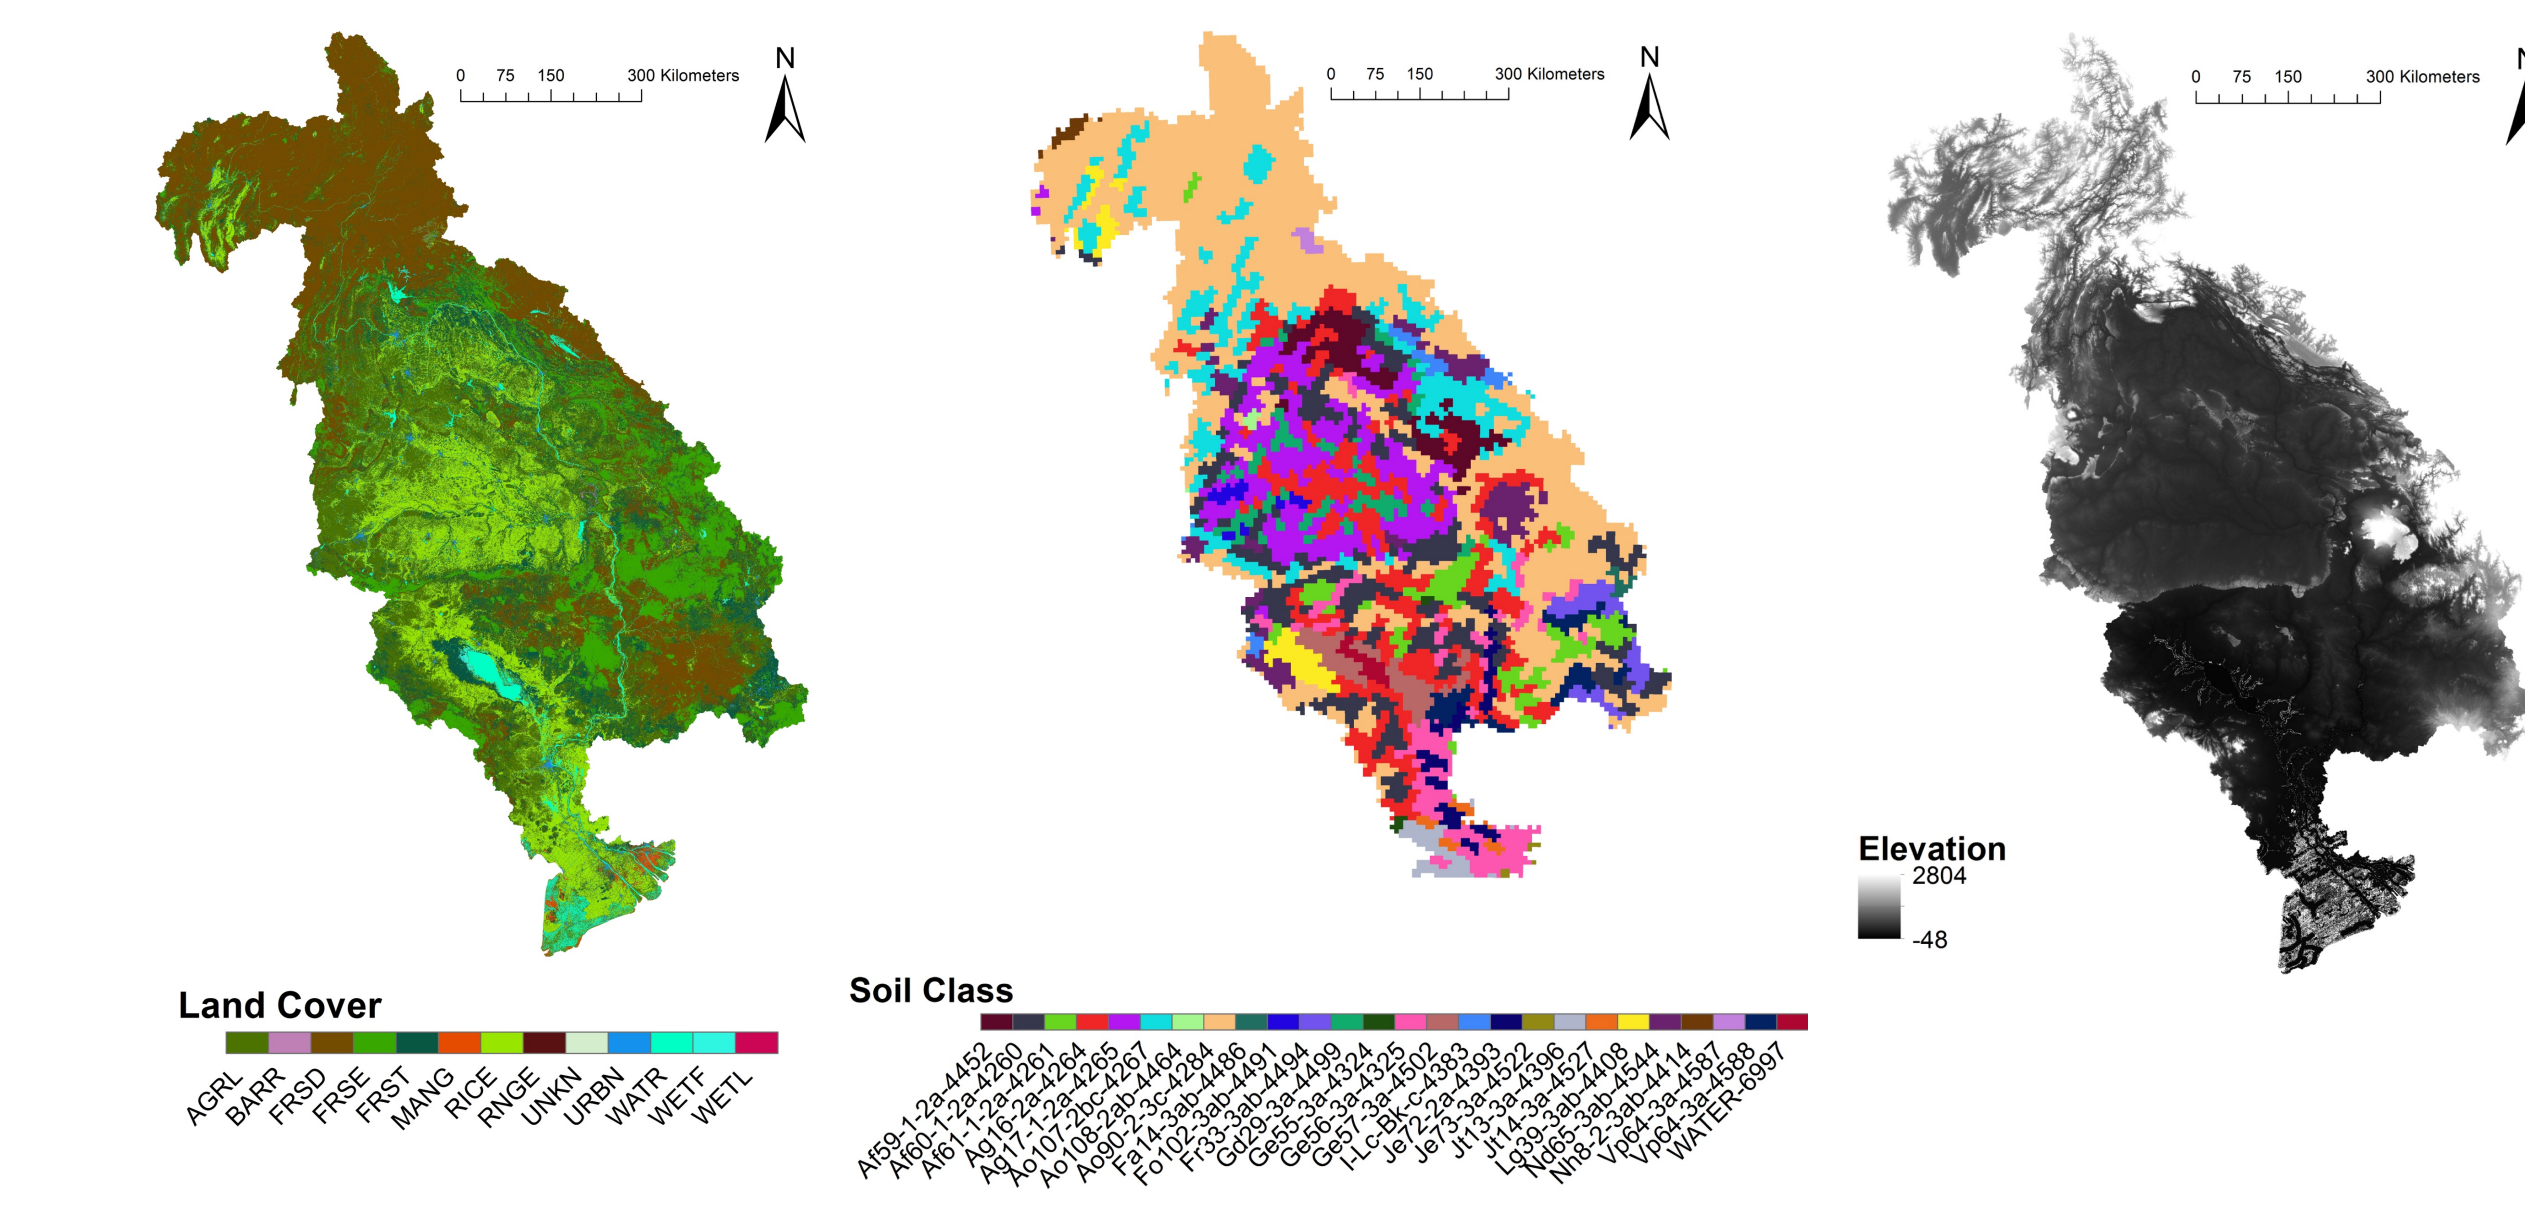 N
0 75 150 300 Kilometers
N
0 75 150 300 Kilometers
N
0 75 150 300 Kilometers
Elevation
2804
-48
Land Cover
AGRL
BARR
FRSD
FRSE
FRST
MANG
RICE
RNGE
UNKN
URBN
WATR
WETF
WETL
Soil Class
Af59-1-2a-4452
Af60-1-2a-4260
Af61-1-2a-4261
Ag16-2a-4264
Ag17-1-2a-4265
Ao107-2bc-4267
Ao108-2ab-4464
Ao90-2-3c-4284
Fa14-3ab-4486
Fo102-3ab-4491
Fr33-3ab-4494
Gd29-3a-4499
Ge55-3a-4324
Ge56-3a-4325
Ge57-3a-4502
I-Lc-Bk-c-4383
Je72-2a-4393
Je73-3a-4522
Jt13-3a-4396
Jt14-3a-4527
Lg39-3ab-4408
Nd65-3ab-4544
Nh8-2-3ab-4414
Vp64-3a-4587
Vp64-3a-4588
WATER-6997